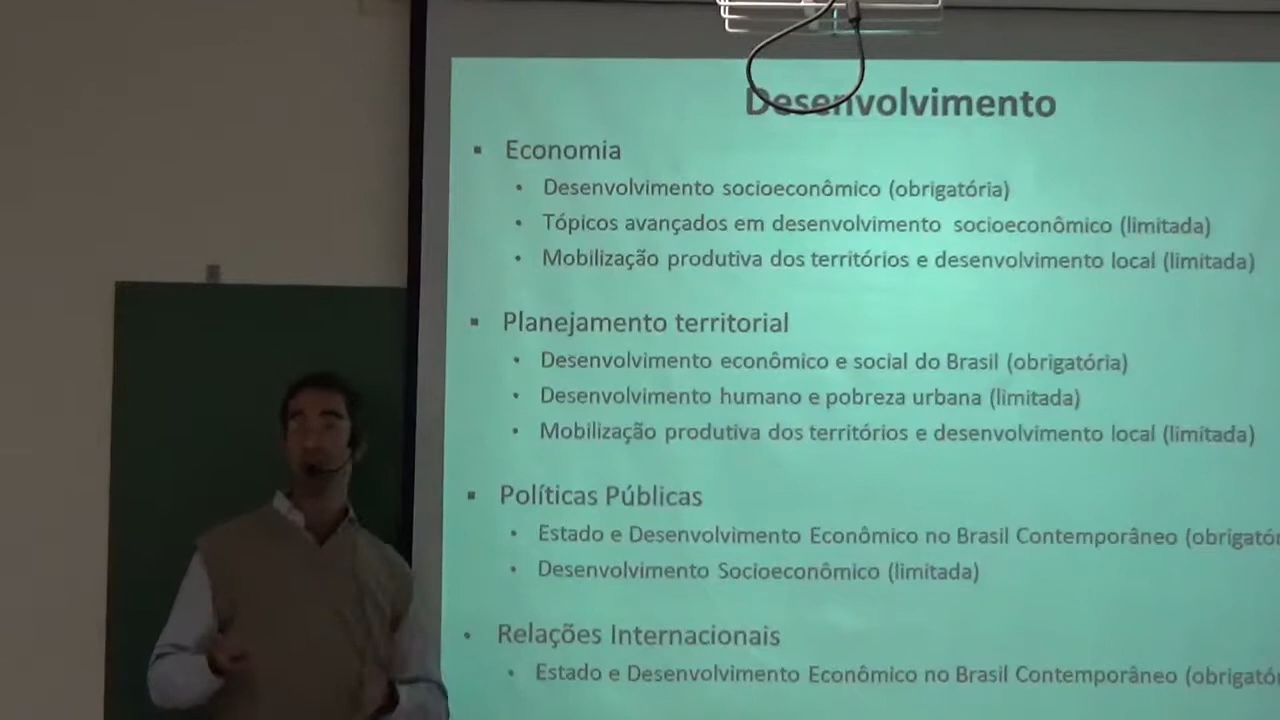 Desenvolvimento
▪ Economia
• Desenvolvimento socioeconômico (obrigatória)
• Tópicos avançados em desenvolvimento socioeconômico (limitada)
• Mobilização produtiva dos territórios e desenvolvimento local (limitada)
▪ Planejamento territorial
• Desenvolvimento econômico e social do Brasil (obrigatória)
• Desenvolvimento humano e pobreza urbana (limitada)
• Mobilização produtiva dos territórios e desenvolvimento local (limitada)
▪ Políticas Públicas
• Estado e Desenvolvimento Econômico no Brasil Contemporâneo (obrigatór
• Desenvolvimento Socioeconômico (limitada)
• Relações Internacionais
• Estado e Desenvolvimento Econômico no Brasil Contemporâneo (obrigatór